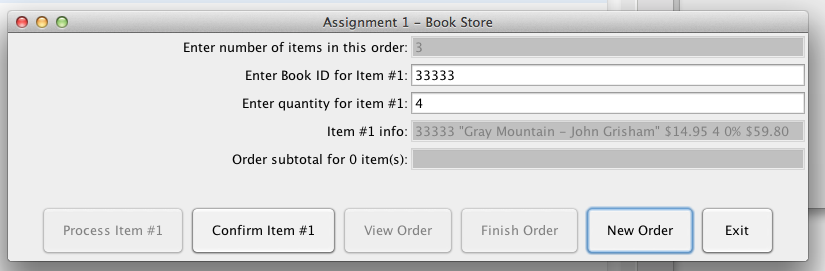 Assignment 1 - Book Store
Enter number of items in this order: 3
Enter Book ID for Item #1: 33333
Enter quantity for item #1: 4
Item #1 info: 33333 "Gray Mountain - John Grisham" $14.95 4 0% $59.80
Order subtotal for 0 item(s):
Process Item #1 Confirm Item #1 View Order Finish Order New Order Exit